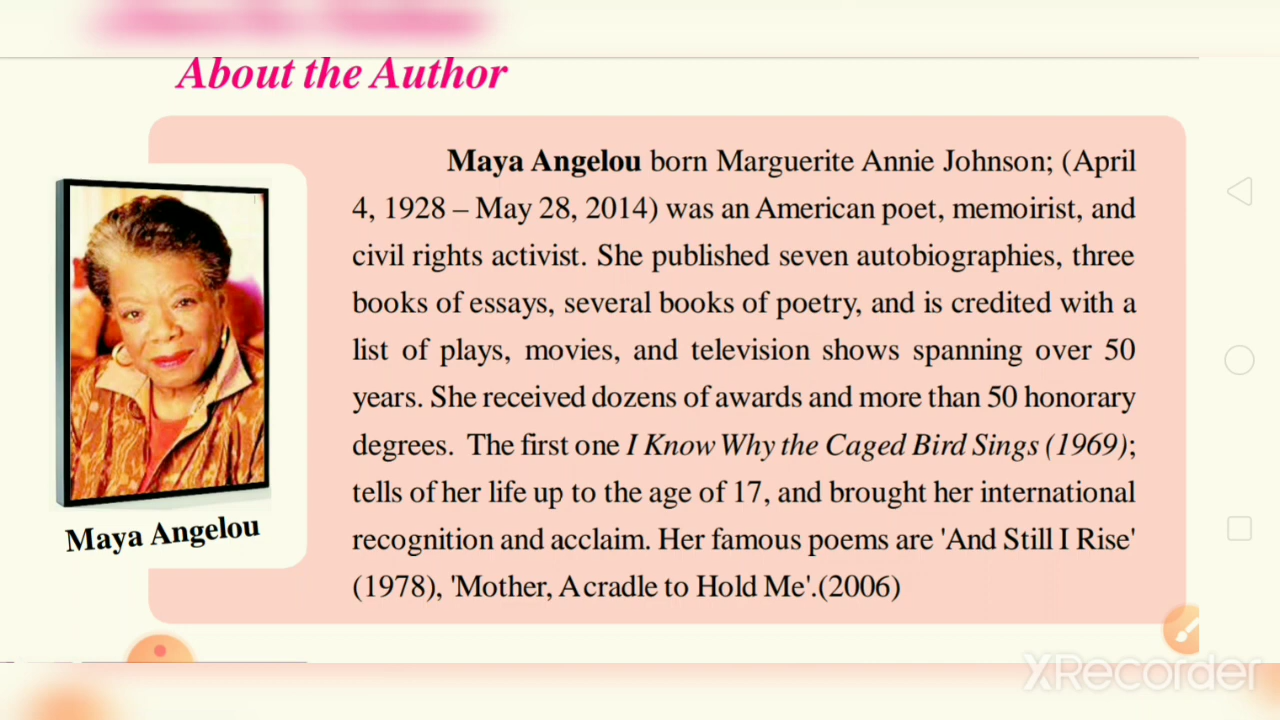 About the Author
Maya Angelou born Marguerite Annie Johnson; (April
4, 1928 – May 28, 2014) was an American poet, memoirist, and
civil rights activist. She published seven autobiographies, three
books of essays, several books of poetry, and is credited with a
list of plays, movies, and television shows spanning over 50
years. She received dozens of awards and more than 50 honorary
degrees. The first one I Know Why the Caged Bird Sings (1969);
tells of her life up to the age of 17, and brought her international
recognition and acclaim. Her famous poems are 'And Still I Rise'
(1978), 'Mother, A cradle to Hold Me'.(2006)
Maya Angelou
XRecorder